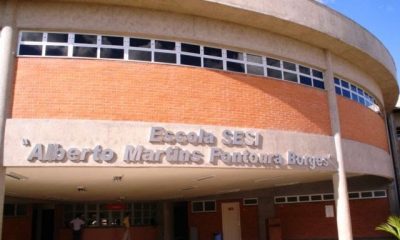 Escola SESI
"Alberto Martins Fontoura Borges"